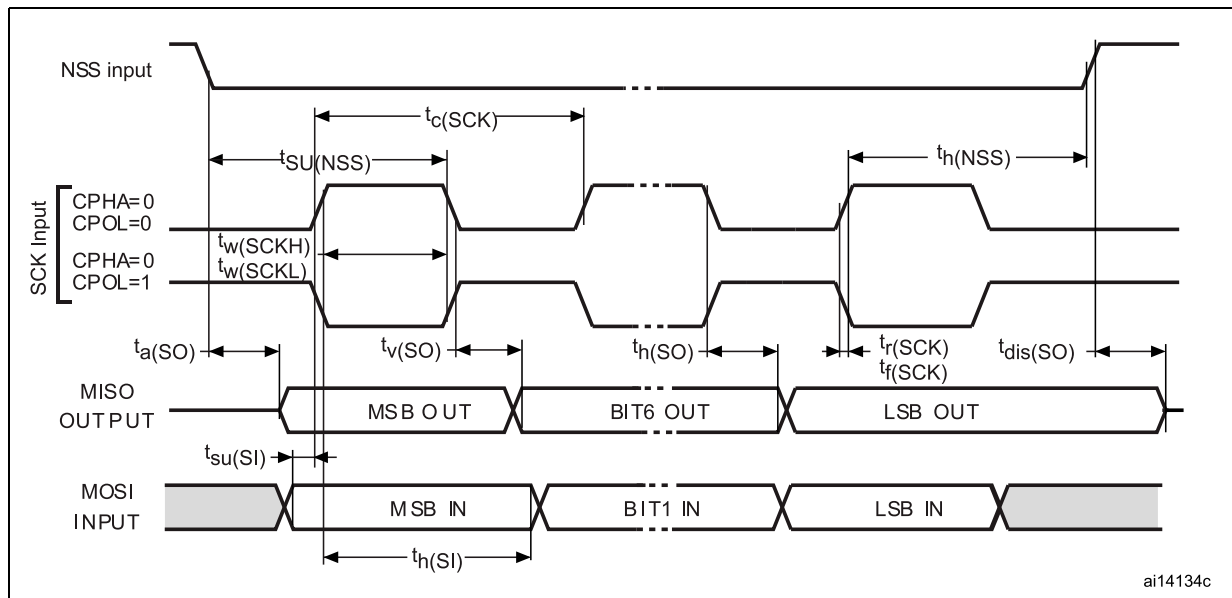 NSS input
tc(SCK)
tSU(NSS)
th(NSS)
SCK Input
CPHA=0
CPOL=0
tw(SCKH)
CPHA=0
tw(SCKL)
CPOL=1
ta(SO)
tv(SO)
th(SO)
tr(SCK)
tf(SCK)
tdis(SO)
MISO
OUTPUT
MSB OUT
BIT6 OUT
LSB OUT
tsu(SI)
MOSI
INPUT
MSB IN
BIT1 IN
LSB IN
th(SI)
ai14134c